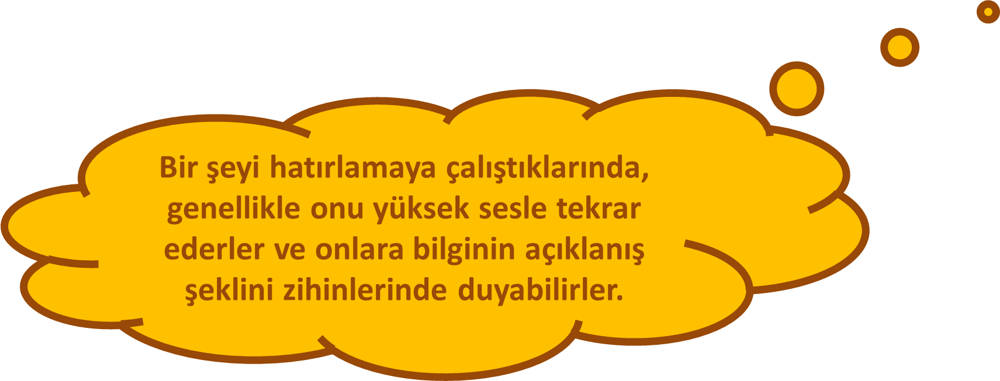 Bir şeyi hatırlamaya çalıştıklarında,
genellikle onu yüksek sesle tekrar
ederler ve onlara bilginin açıklanış
şeklini zihinlerinde duyabilirler.